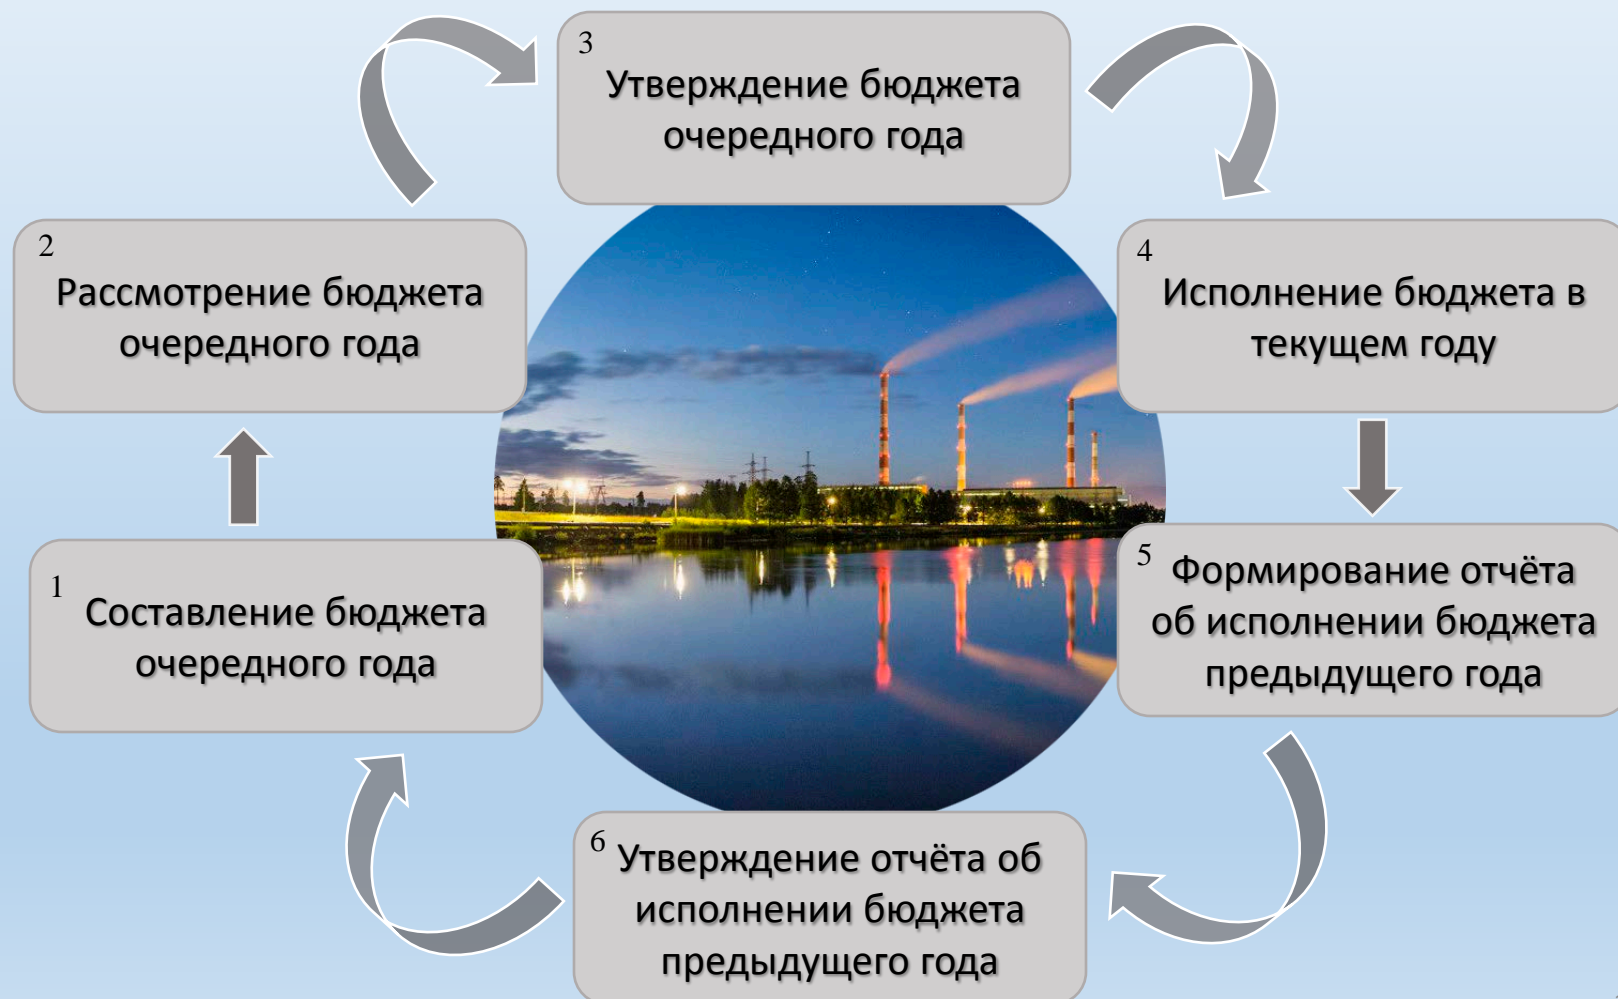 3
Утверждение бюджета
очередного года
2
Рассмотрение бюджета
очередного года
4
Исполнение бюджета в
текущем году
1
Составление бюджета
очередного года
5
Формирование отчёта
об исполнении бюджета
предыдущего года
6
Утверждение отчёта об
исполнении бюджета
предыдущего года